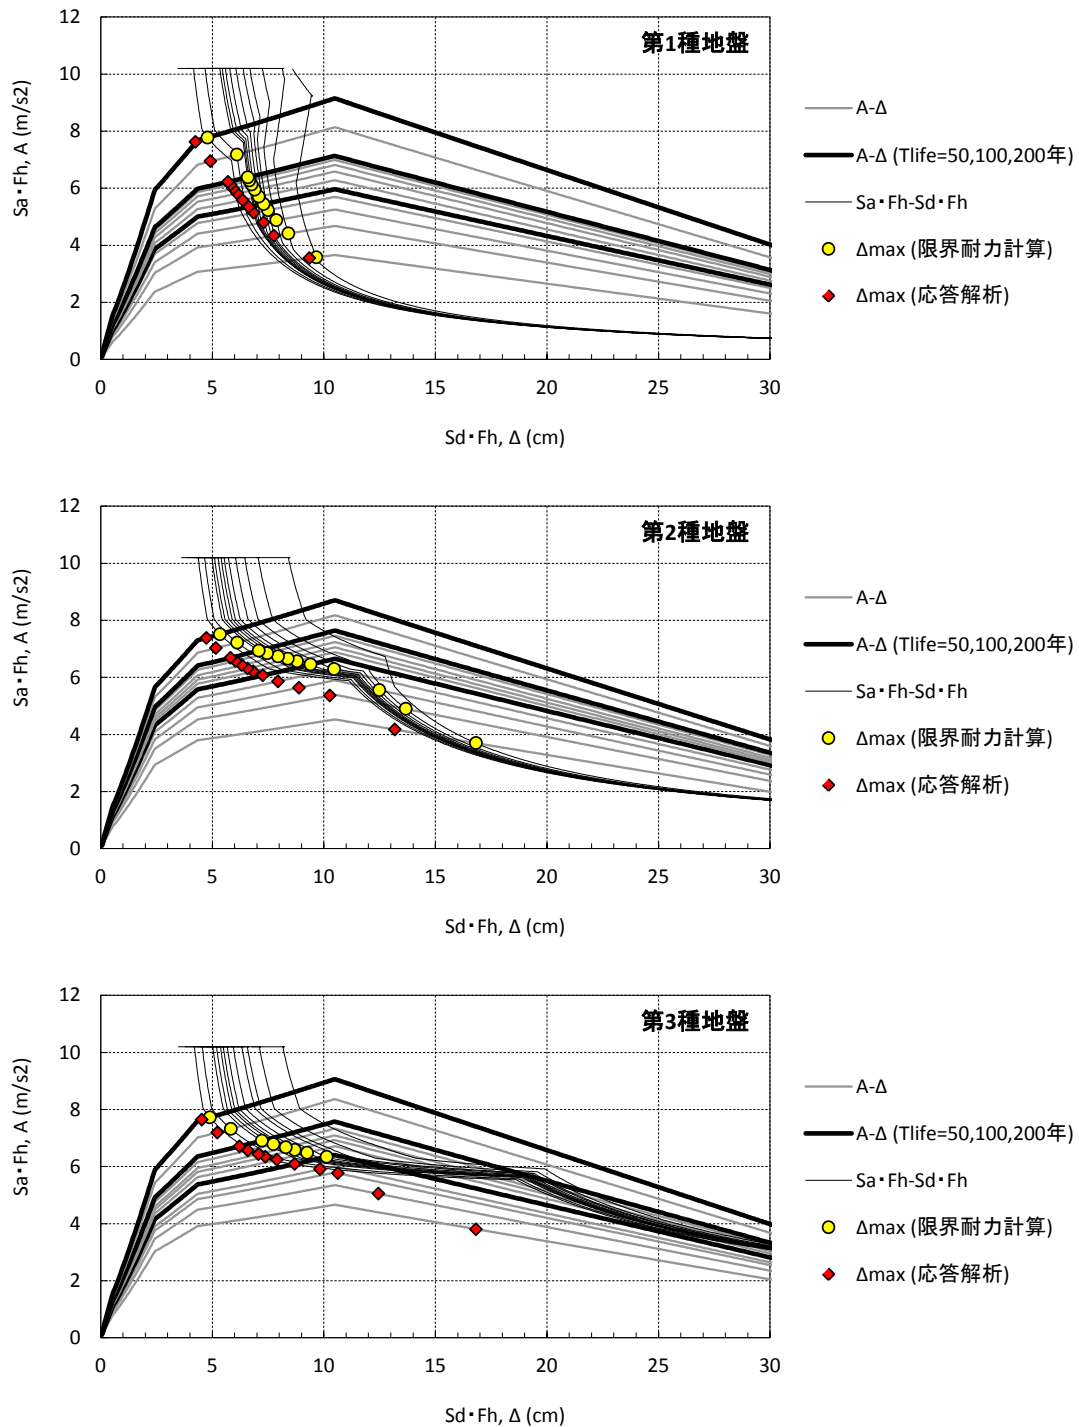 第1種地盤
Sa・Fh, A (m/s2)
12
10
8
6
4
2
0
0 5 10 15 20 25 30
Sd・Fh, Δ (cm)
A-Δ
A-Δ (Tlife=50,100,200年)
Sa・Fh-Sd・Fh
Δmax (限界耐力計算)
Δmax (応答解析)
第2種地盤
Sa・Fh, A (m/s2)
12
10
8
6
4
2
0
0 5 10 15 20 25 30
Sd・Fh, Δ (cm)
A-Δ
A-Δ (Tlife=50,100,200年)
Sa・Fh-Sd・Fh
Δmax (限界耐力計算)
Δmax (応答解析)
第3種地盤
Sa・Fh, A (m/s2)
12
10
8
6
4
2
0
0 5 10 15 20 25 30
Sd・Fh, Δ (cm)
A-Δ
A-Δ (Tlife=50,100,200年)
Sa・Fh-Sd・Fh
Δmax (限界耐力計算)
Δmax (応答解析)